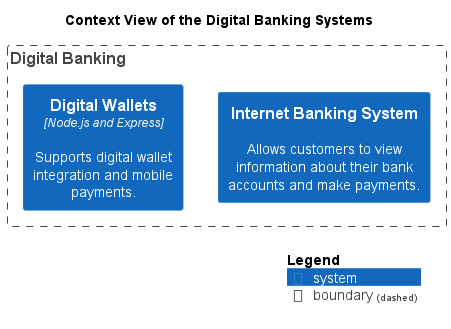 Context View of the Digital Banking Systems
Digital Banking
Digital Wallets
[Node.js and Express]
Supports digital wallet
integration and mobile
payments.
Internet Banking System
Allows customers to view
information about their bank
accounts and make payments.
Legend
system
boundary (dashed)